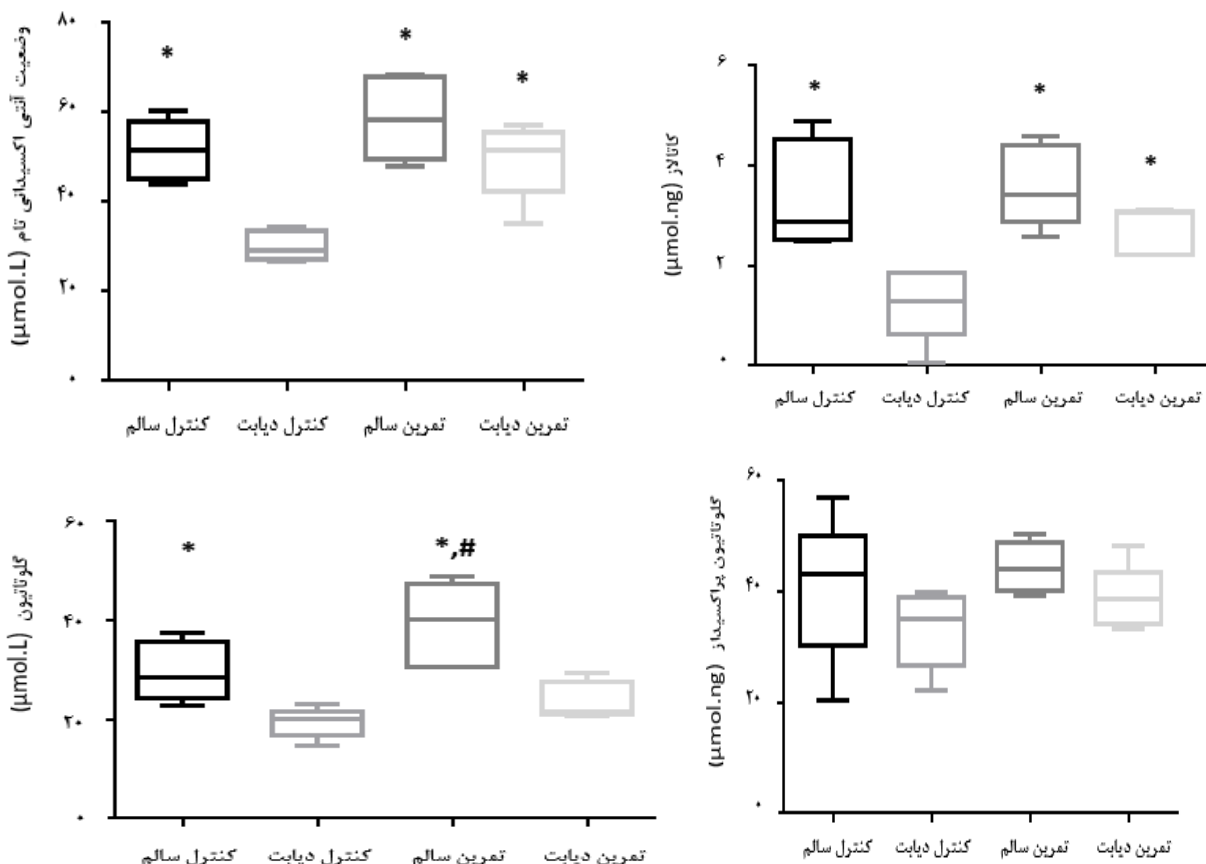 وضعیت آنتی اکسیدانی تام (µmol.L)
۸۰
۶۰
۴۰
۲۰
۰
*
*
*
کنترل سالم
کنترل دیابت
تمرین سالم
تمرین دیابت
کاتالاز (µmol.ng)
۶
۴
۲
۰
*
*
*
کنترل سالم
کنترل دیابت
تمرین سالم
تمرین دیابت
گلوتاتیون (µmol.L)
۶۰
۴۰
۲۰
۰
*
*,#
کنترل سالم
کنترل دیابت
تمرین سالم
تمرین دیابت
گلوتاتیون پراکسیداز (µmol.ng)
۶۰
۴۰
۲۰
۰
کنترل سالم
کنترل دیابت
تمرین سالم
تمرین دیابت